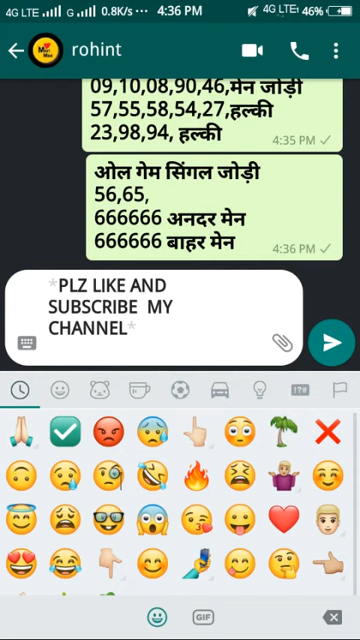 4G LTE G 0.8K/s ... 4:36 PM 4G LTE 46%
rohint
09,10,08,90,46,मेन जोड़ी
57,55,58,54,27,हल्की
23,98,94, हल्की
4:35 PM
ओल गेम सिंगल जोड़ी
56,65,
666666 अनदर मेन
666666 बाहर मेन
4:36 PM
*PLZ LIKE AND
SUBSCRIBE MY
CHANNEL*
!?#
GIF